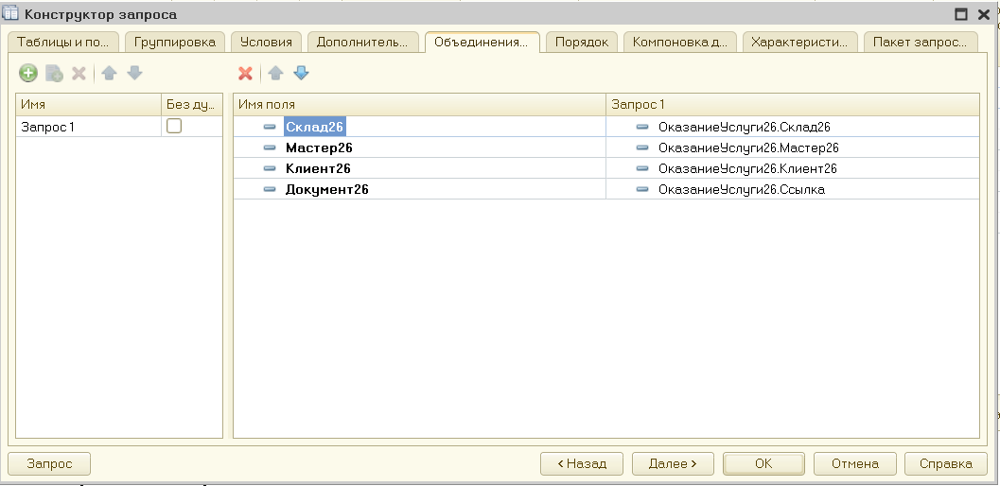 Конструктор запроса
Таблицы и по... Группировка Условия Дополнитель... Объединения... Порядок Компоновка д... Характеристи... Пакет запрос...
Имя Без ду... Имя поля Запрос 1
Запрос 1 Склад26 ОказаниеУслуги26.Склад26
Мастер26 ОказаниеУслуги26.Мастер26
Клиент26 ОказаниеУслуги26.Клиент26
Документ26 ОказаниеУслуги26.Ссылка
Запрос < Назад Далее > OK Отмена Справка